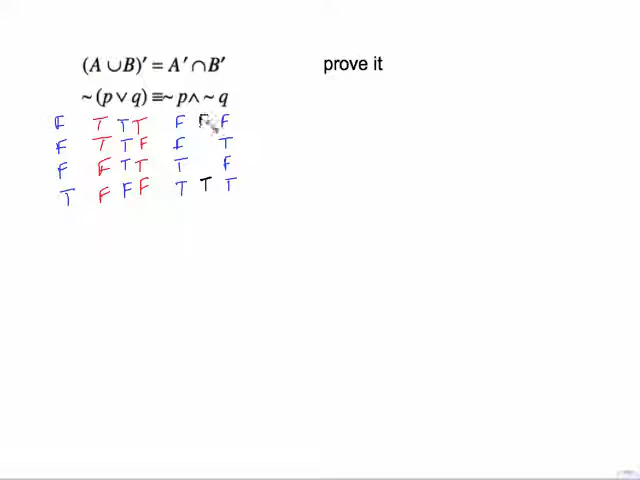 (A ∪ B)′ = A′ ∩ B′ prove it
~ (p ∨ q) ≡ ~ p ∧ ~ q
F T T T F F F
F T T F F T
F F T T T F
T F F F T T T